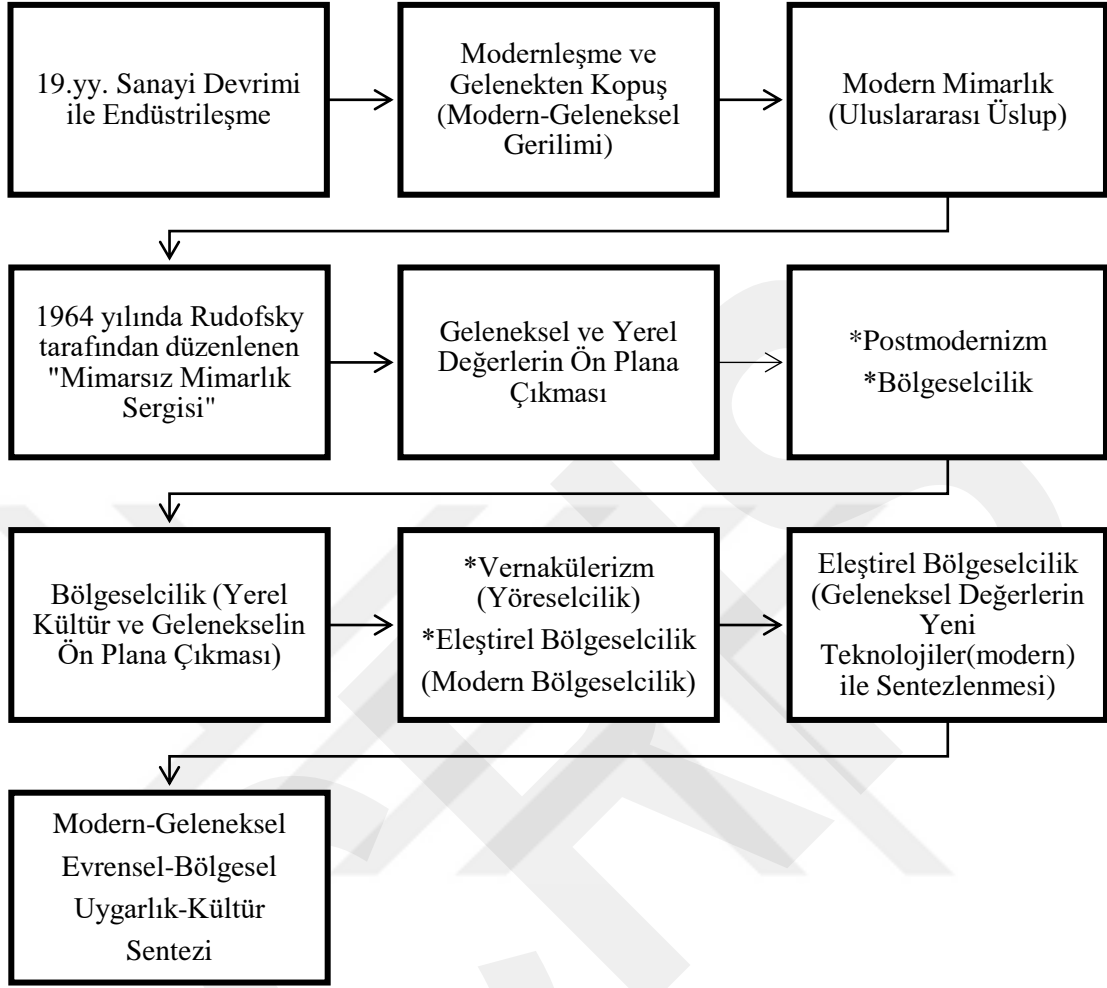 19.yy. Sanayi Devrimi
ile Endüstrileşme
Modernleşme ve
Gelenekten Kopuş
(Modern-Geleneksel
Gerilimi)
Modern Mimarlık
(Uluslararası Üslup)
1964 yılında Rudofsky
tarafından düzenlenen
"Mimarsız Mimarlık
Sergisi"
Geleneksel ve Yerel
Değerlerin Ön Plana
Çıkması
*Postmodernizm
*Bölgeselcilik
Bölgeselcilik (Yerel
Kültür ve Gelenekselin
Ön Plana Çıkması)
*Vernakülerizm
(Yöreselcilik)
*Eleştirel Bölgeselcilik
(Modern Bölgeselcilik)
Eleştirel Bölgeselcilik
(Geleneksel Değerlerin
Yeni
Teknolojiler(modern)
ile Sentezlenmesi)
Modern-Geleneksel
Evrensel-Bölgesel
Uygarlık-Kültür
Sentezi